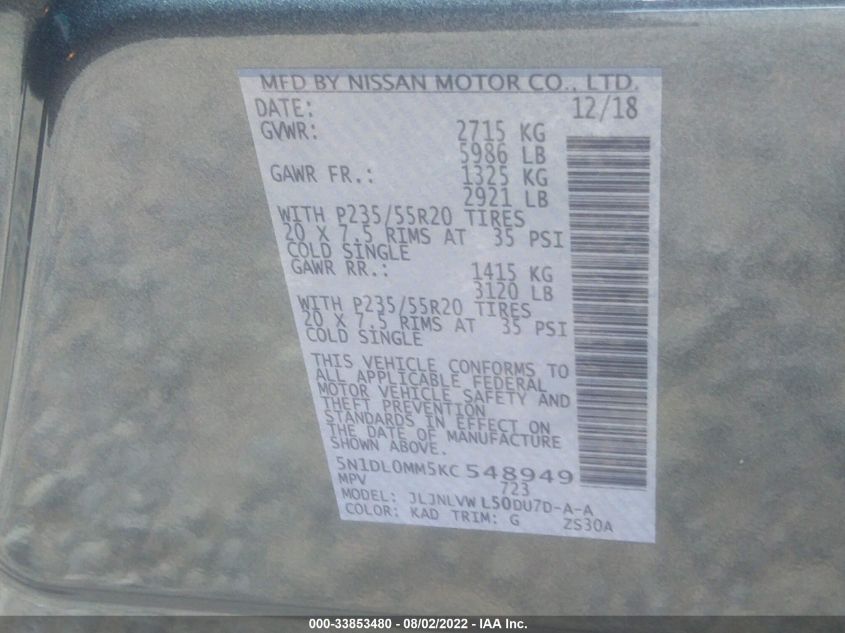 MFD BY NISSAN MOTOR CO., LTD.
DATE: 12/18
GVWR: 2715 KG
5986 LB
GAWR FR.: 1325 KG
2921 LB
WITH P235/55R20 TIRES
20 X 7.5 RIMS AT 35 PSI
COLD SINGLE
GAWR RR.: 1415 KG
3120 LB
WITH P235/55R20 TIRES
20 X 7.5 RIMS AT 35 PSI
COLD SINGLE
THIS VEHICLE CONFORMS TO
ALL APPLICABLE FEDERAL
MOTOR VEHICLE SAFETY AND
THEFT PREVENTION
STANDARDS IN EFFECT ON
THE DATE OF MANUFACTURE
SHOWN ABOVE.
5N1DL0MM5KC 548949
MPV 723
MODEL: JLJNLVW L50DU7D-A-A
COLOR: KAD TRIM: G ZS30A
000-33853480 - 08/02/2022 - IAA Inc.